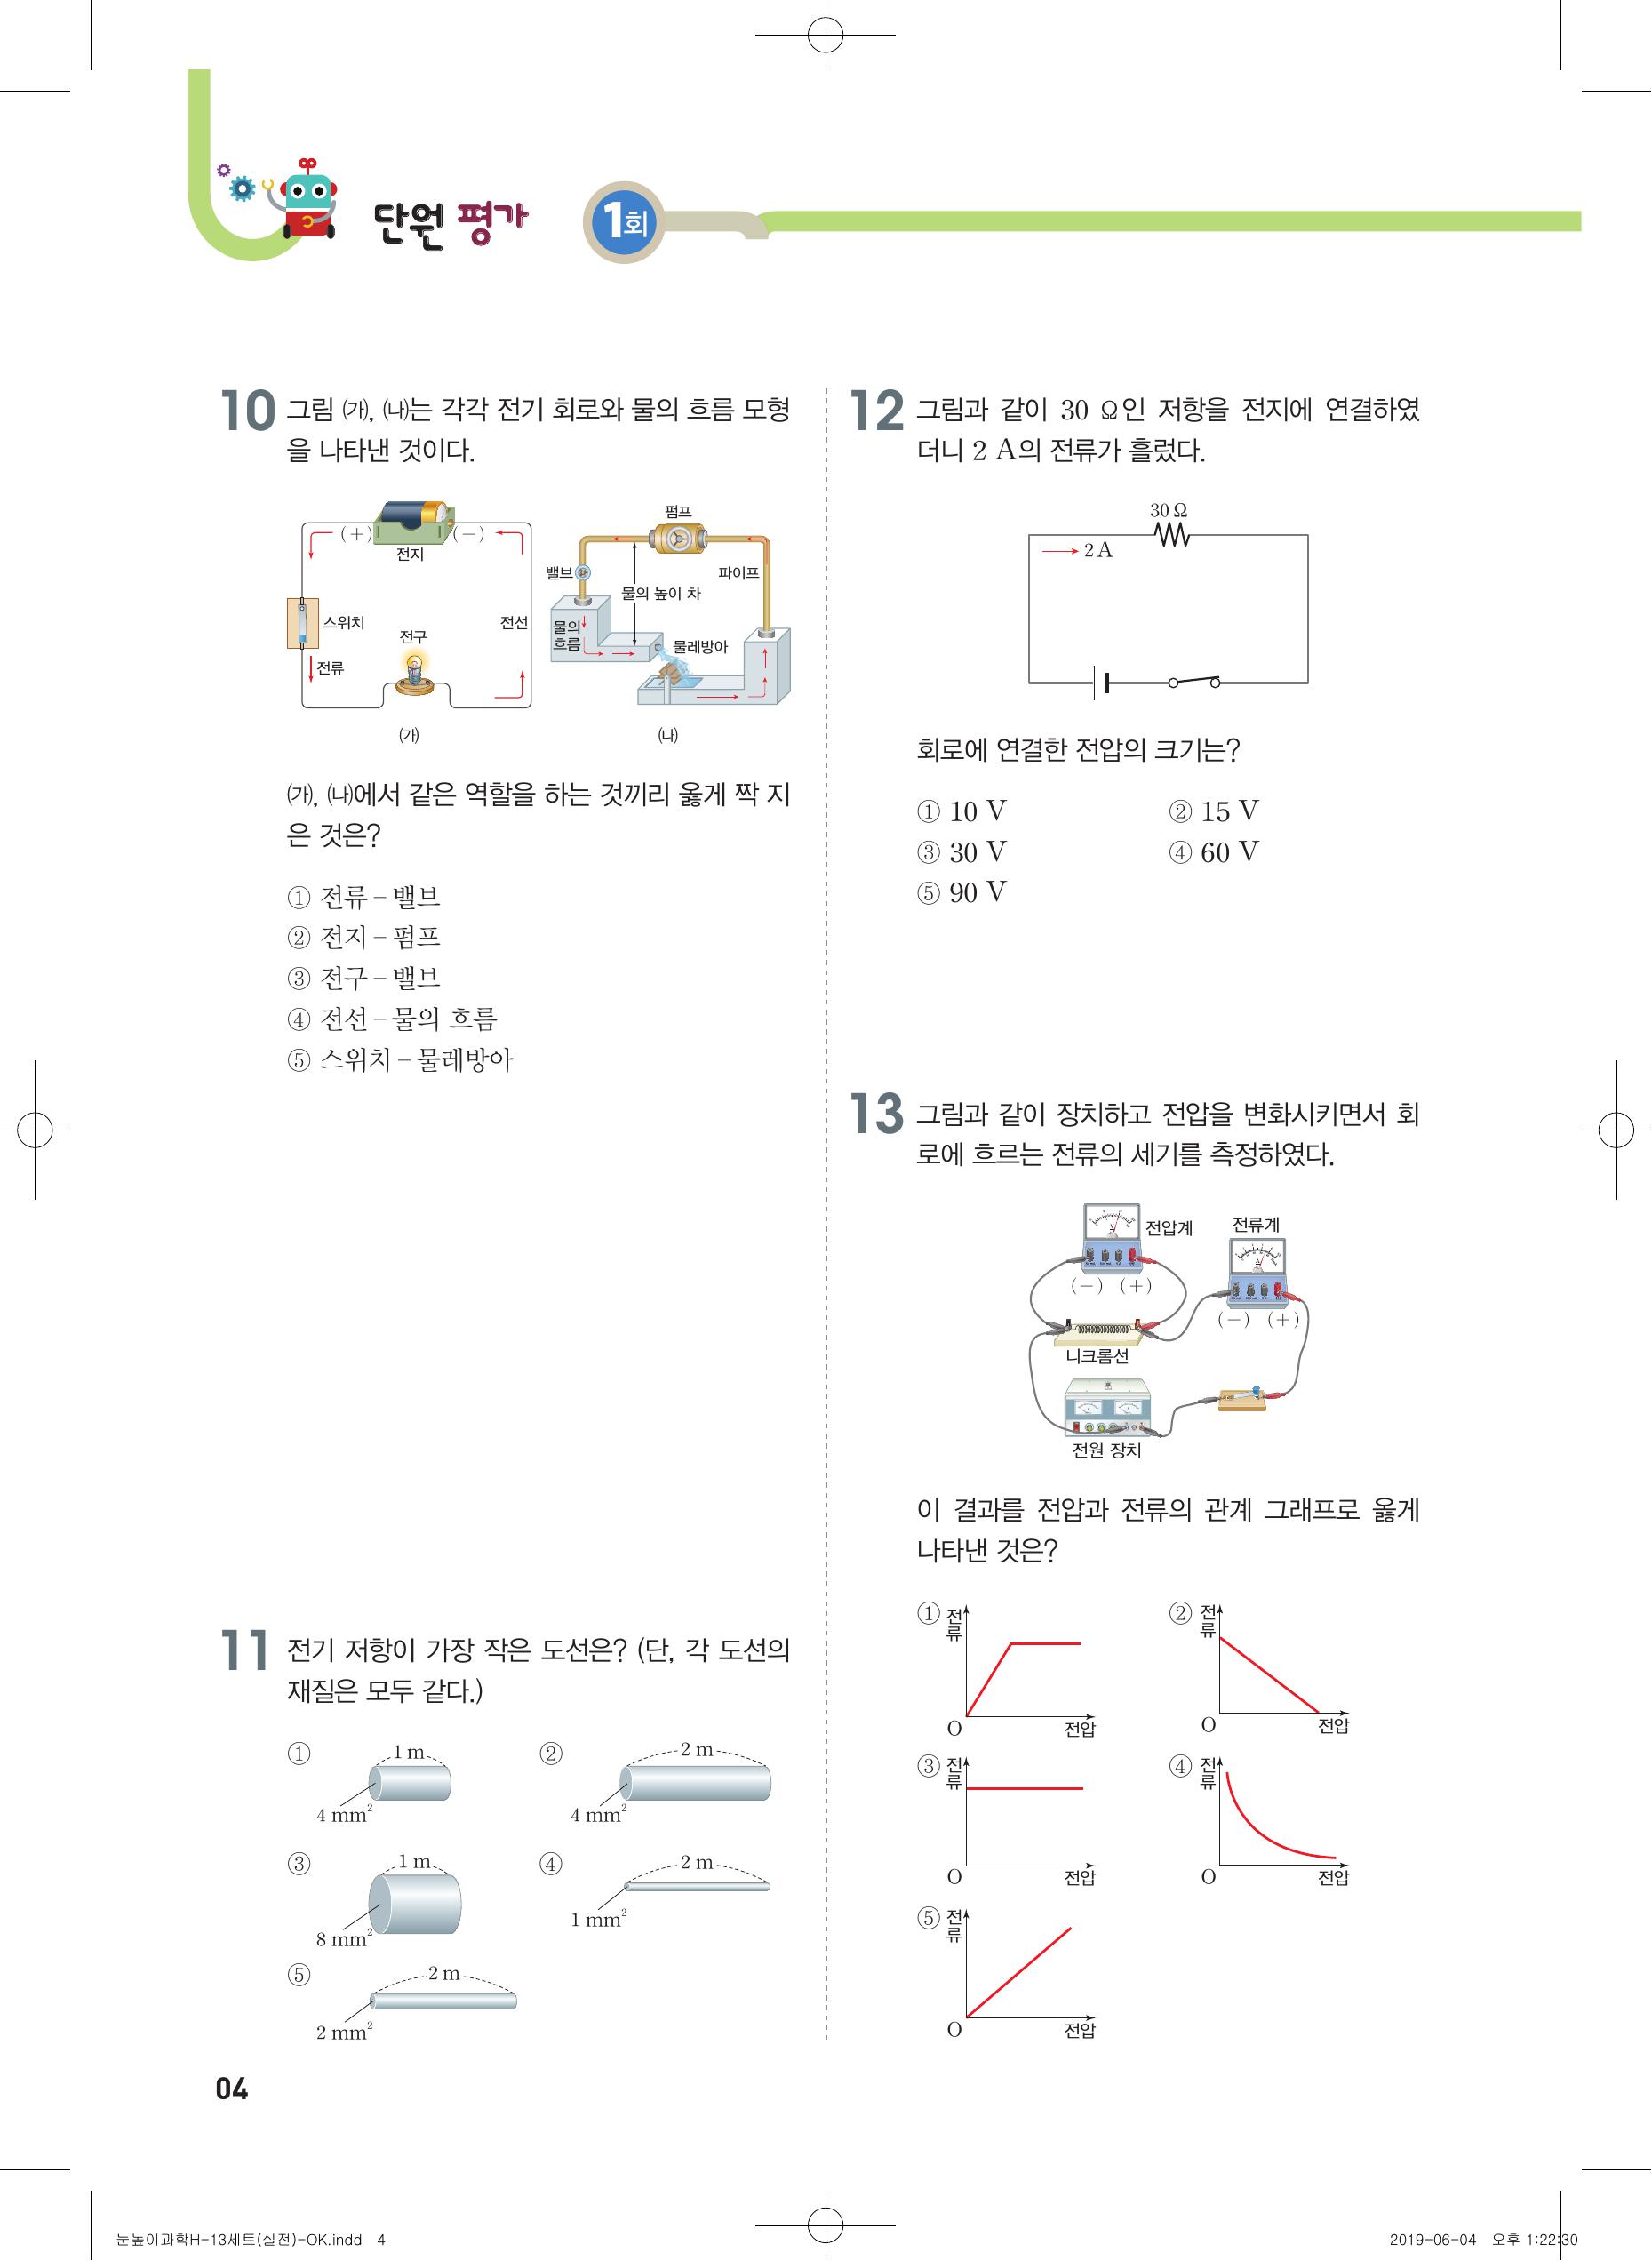 단원 평가 1회
10 그림 ㈎, ㈏는 각각 전기 회로와 물의 흐름 모형
을 나타낸 것이다.
(+)
(-)
전지
스위치
전구
전선
전류
(가)
펌프
밸브
파이프
물의 높이 차
물의
흐름
물레방아
(나)
㈎, ㈏에서 같은 역할을 하는 것끼리 옳게 짝 지
은 것은?
① 전류 – 밸브
② 전지 – 펌프
③ 전구 – 밸브
④ 전선 – 물의 흐름
⑤ 스위치 – 물레방아
11 전기 저항이 가장 작은 도선은? (단, 각 도선의
재질은 모두 같다.)
① 1 m
4 mm²
② 2 m
4 mm²
③ 1 m
8 mm²
④ 2 m
1 mm²
⑤ 2 m
2 mm²
12 그림과 같이 30 Ω인 저항을 전지에 연결하였
더니 2 A의 전류가 흘렀다.
30 Ω
2 A
회로에 연결한 전압의 크기는?
① 10 V ② 15 V
③ 30 V ④ 60 V
⑤ 90 V
13 그림과 같이 장치하고 전압을 변화시키면서 회
로에 흐르는 전류의 세기를 측정하였다.
전압계
전류계
(-) (+)
(-) (+)
니크롬선
전원 장치
이 결과를 전압과 전류의 관계 그래프로 옳게
나타낸 것은?
① 전류
O 전압
② 전류
O 전압
③ 전류
O 전압
④ 전류
O 전압
⑤ 전류
O 전압
04
눈높이과학H-13세트(실전)-OK.indd 4
2019-06-04 오후 1:22:30